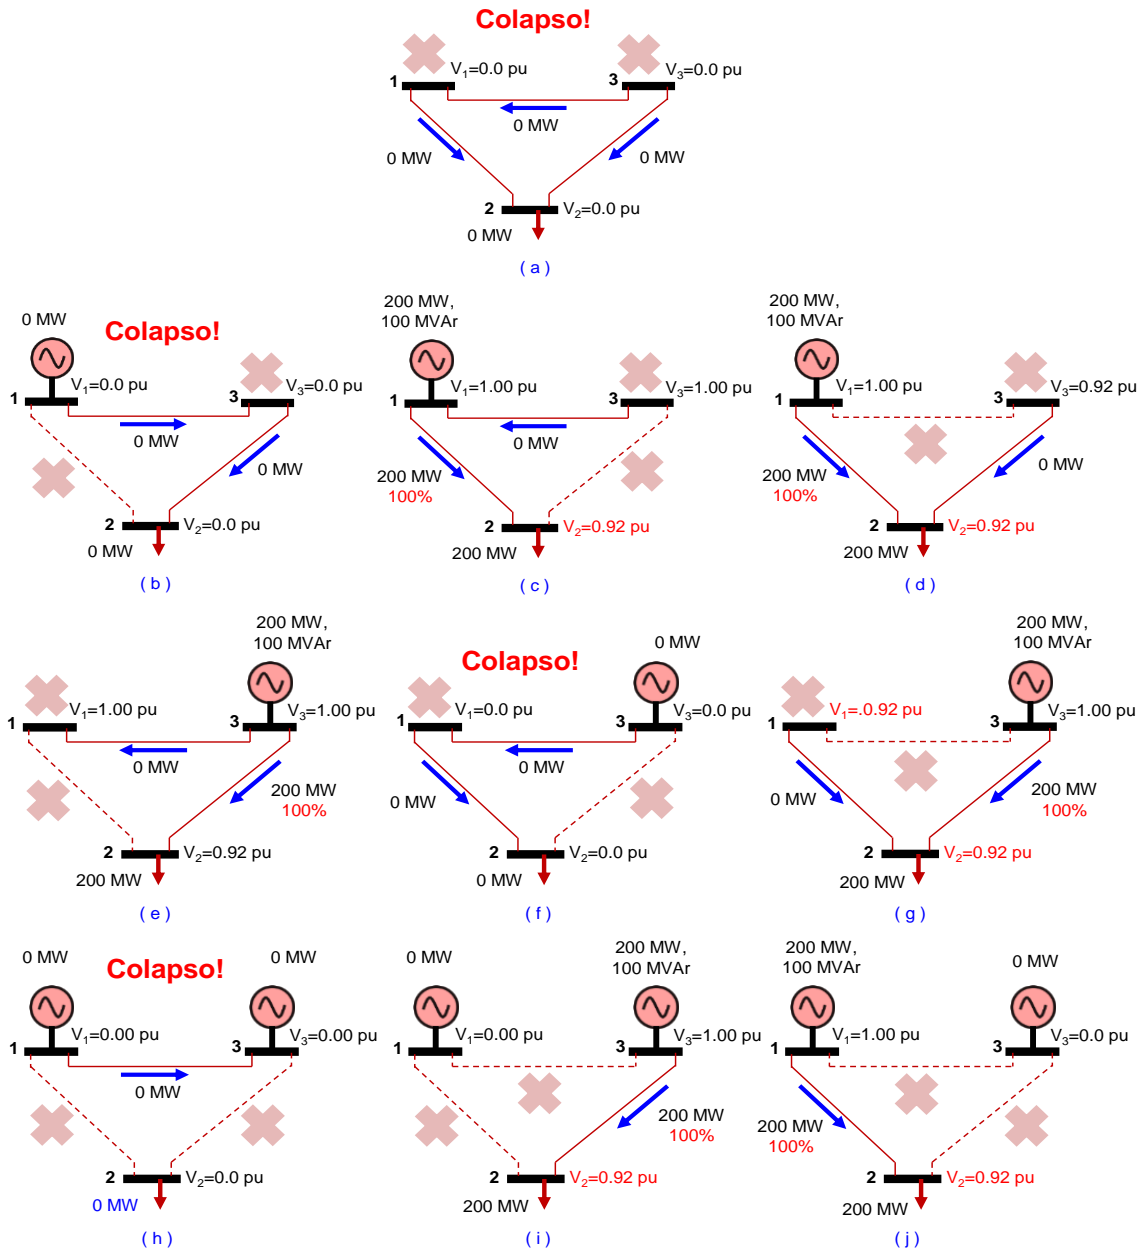 Colapso!
1
V1=0.0 pu
3
V3=0.0 pu
0 MW
0 MW
0 MW
2
V2=0.0 pu
0 MW
( a )
0 MW
Colapso!
1
V1=0.0 pu
3
V3=0.0 pu
0 MW
0 MW
2
V2=0.0 pu
0 MW
( b )
200 MW,
100 MVAr
1
V1=1.00 pu
3
V3=1.00 pu
0 MW
200 MW
100%
2
V2=0.92 pu
200 MW
( c )
200 MW,
100 MVAr
1
V1=1.00 pu
3
V3=0.92 pu
200 MW
100%
0 MW
2
V2=0.92 pu
200 MW
( d )
200 MW,
100 MVAr
1
V1=1.00 pu
3
V3=1.00 pu
0 MW
200 MW
100%
2
V2=0.92 pu
200 MW
( e )
Colapso!
0 MW
1
V1=0.0 pu
3
V3=0.0 pu
0 MW
0 MW
2
V2=0.0 pu
0 MW
( f )
200 MW,
100 MVAr
1
V1=.0.92 pu
3
V3=1.00 pu
0 MW
200 MW
100%
2
V2=0.92 pu
200 MW
( g )
0 MW
Colapso!
0 MW
1
V1=0.00 pu
3
V3=0.00 pu
0 MW
2
V2=0.0 pu
0 MW
( h )
0 MW
200 MW,
100 MVAr
1
V1=0.00 pu
3
V3=1.00 pu
200 MW
100%
2
V2=0.92 pu
200 MW
( i )
200 MW,
100 MVAr
0 MW
1
V1=1.00 pu
3
V3=0.0 pu
200 MW
100%
2
V2=0.92 pu
200 MW
( j )